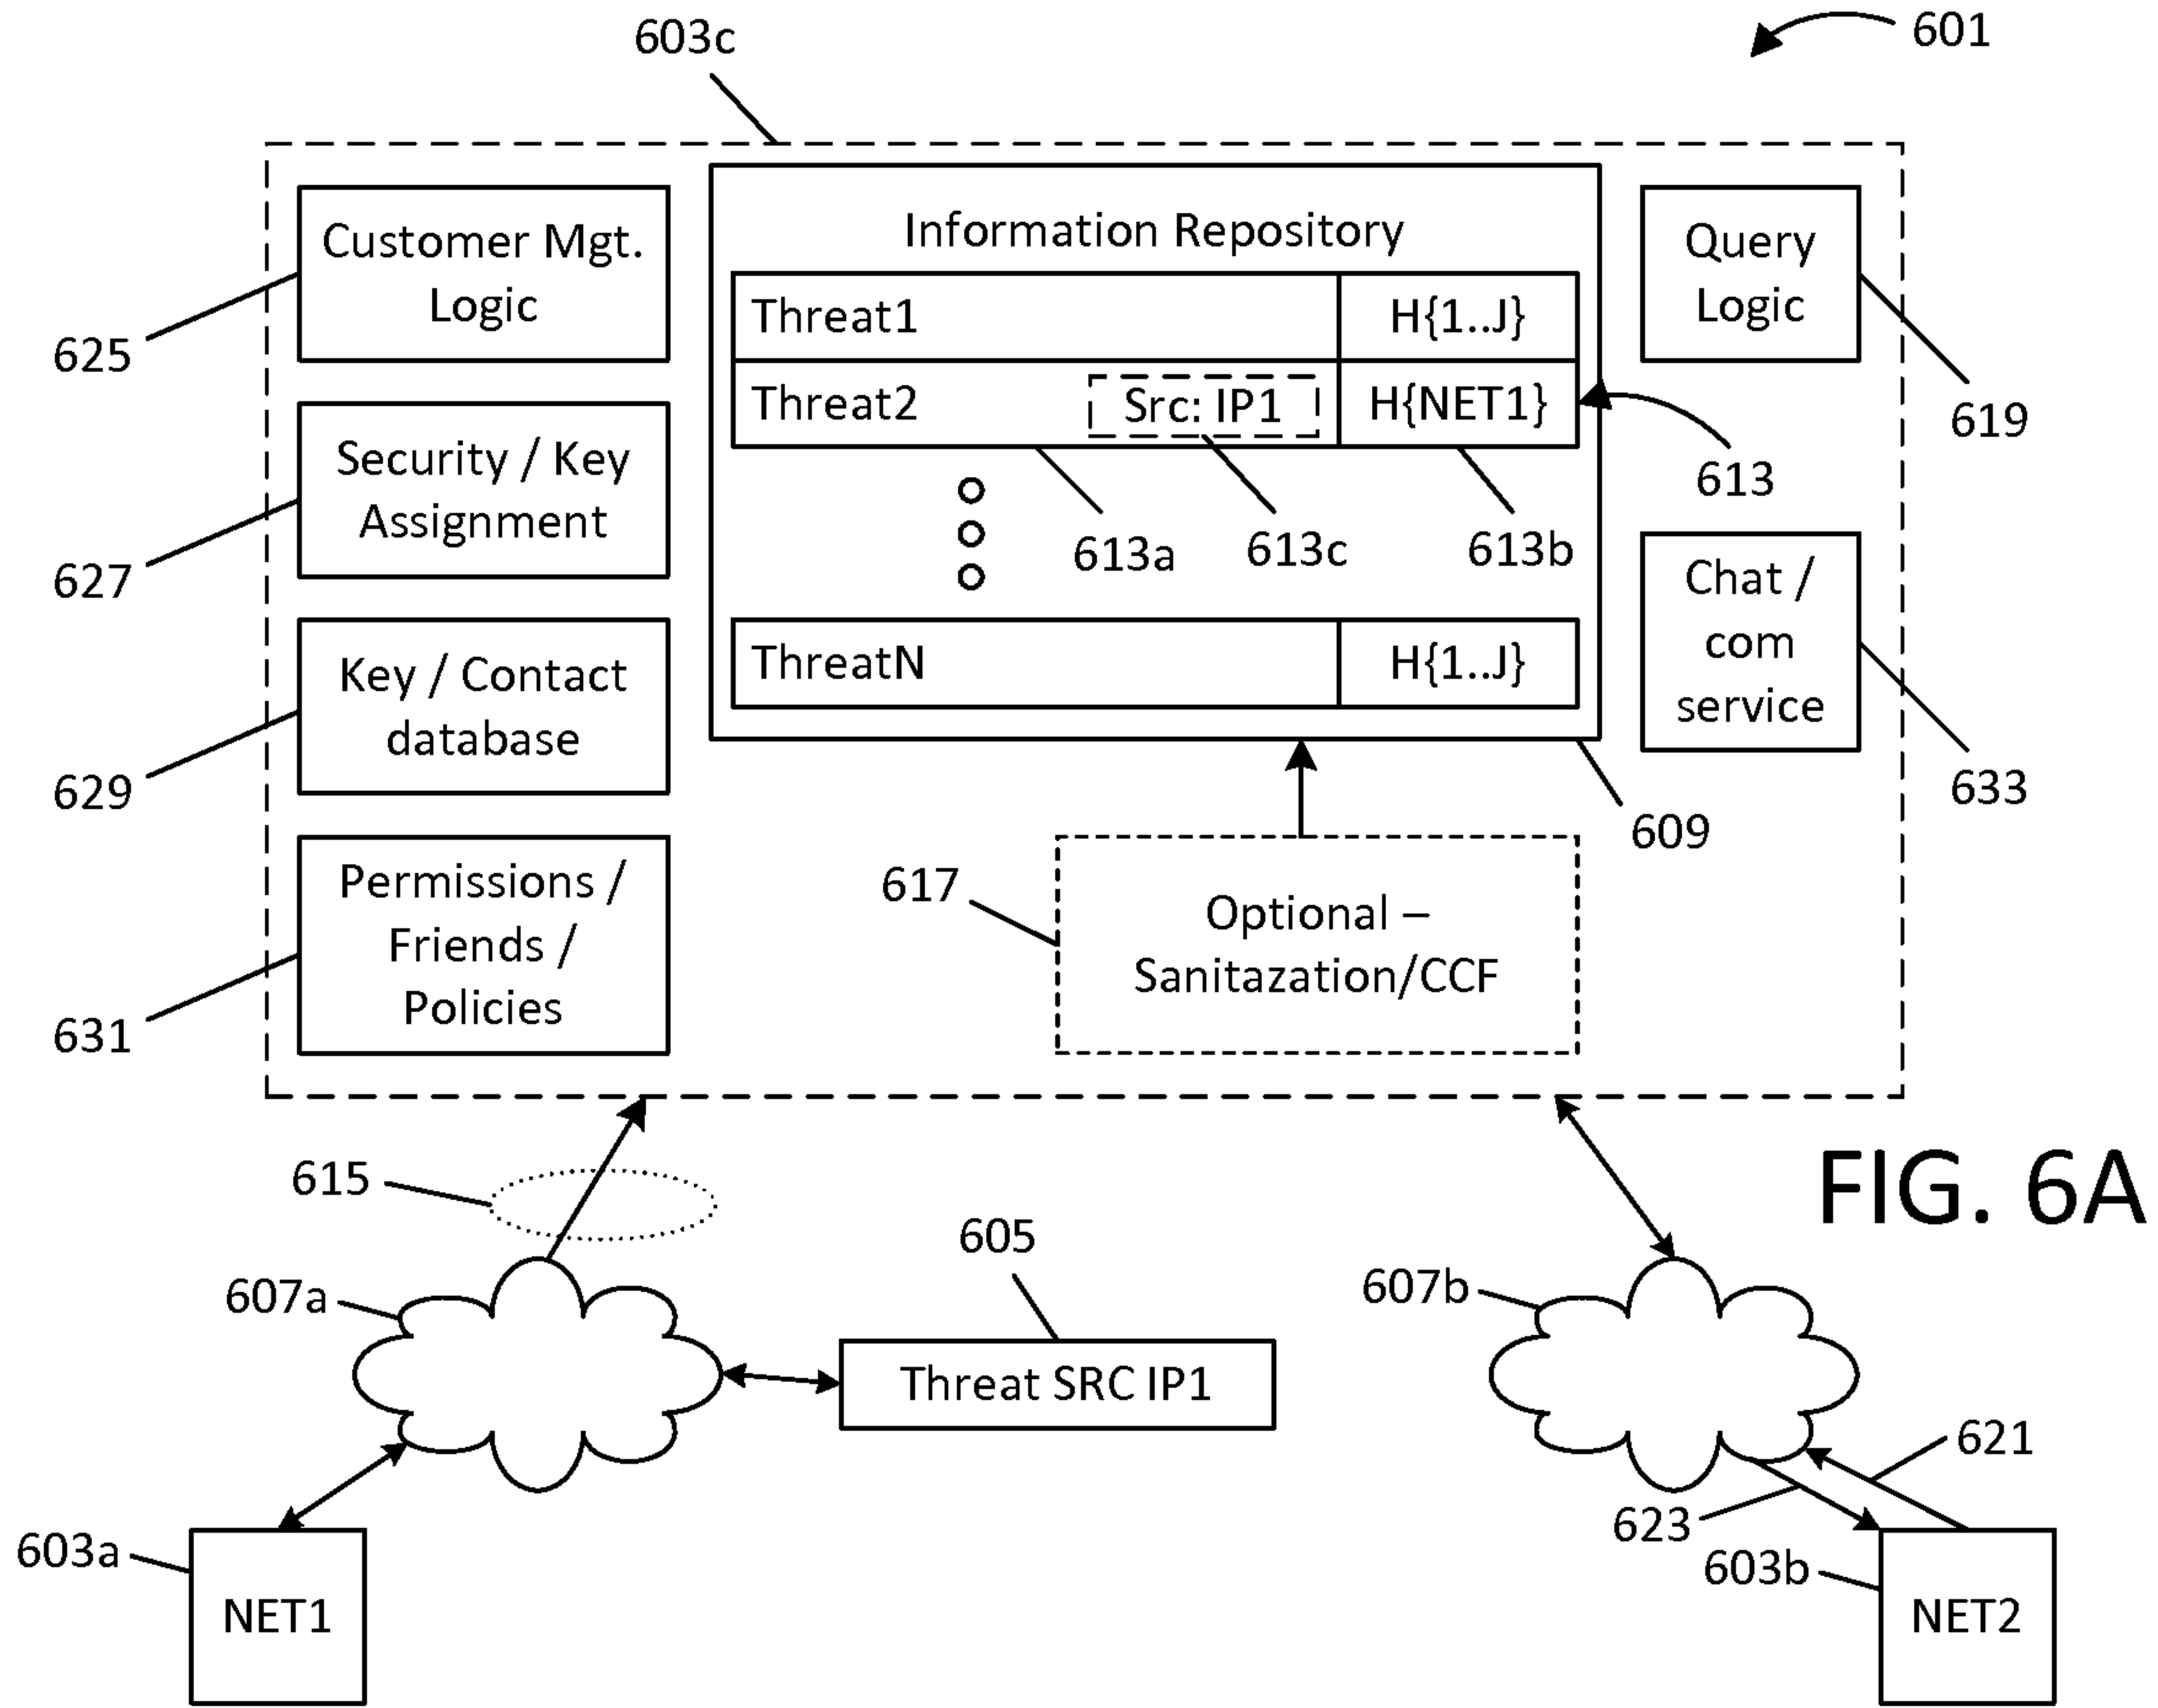 603c
601
Customer Mgt.
Logic
625
Security / Key
Assignment
627
Key / Contact
database
629
Permissions /
Friends /
Policies
631
Information Repository
Threat1 H{1..J}
Threat2 Src: IP1 H{NET1}
613
613a 613c 613b
ThreatN H{1..J}
609
Query
Logic
619
Chat /
com
service
633
617
Optional –
Sanitazation/CCF
615
607a
605
Threat SRC IP1
603a
NET1
FIG. 6A
607b
621
623
603b
NET2